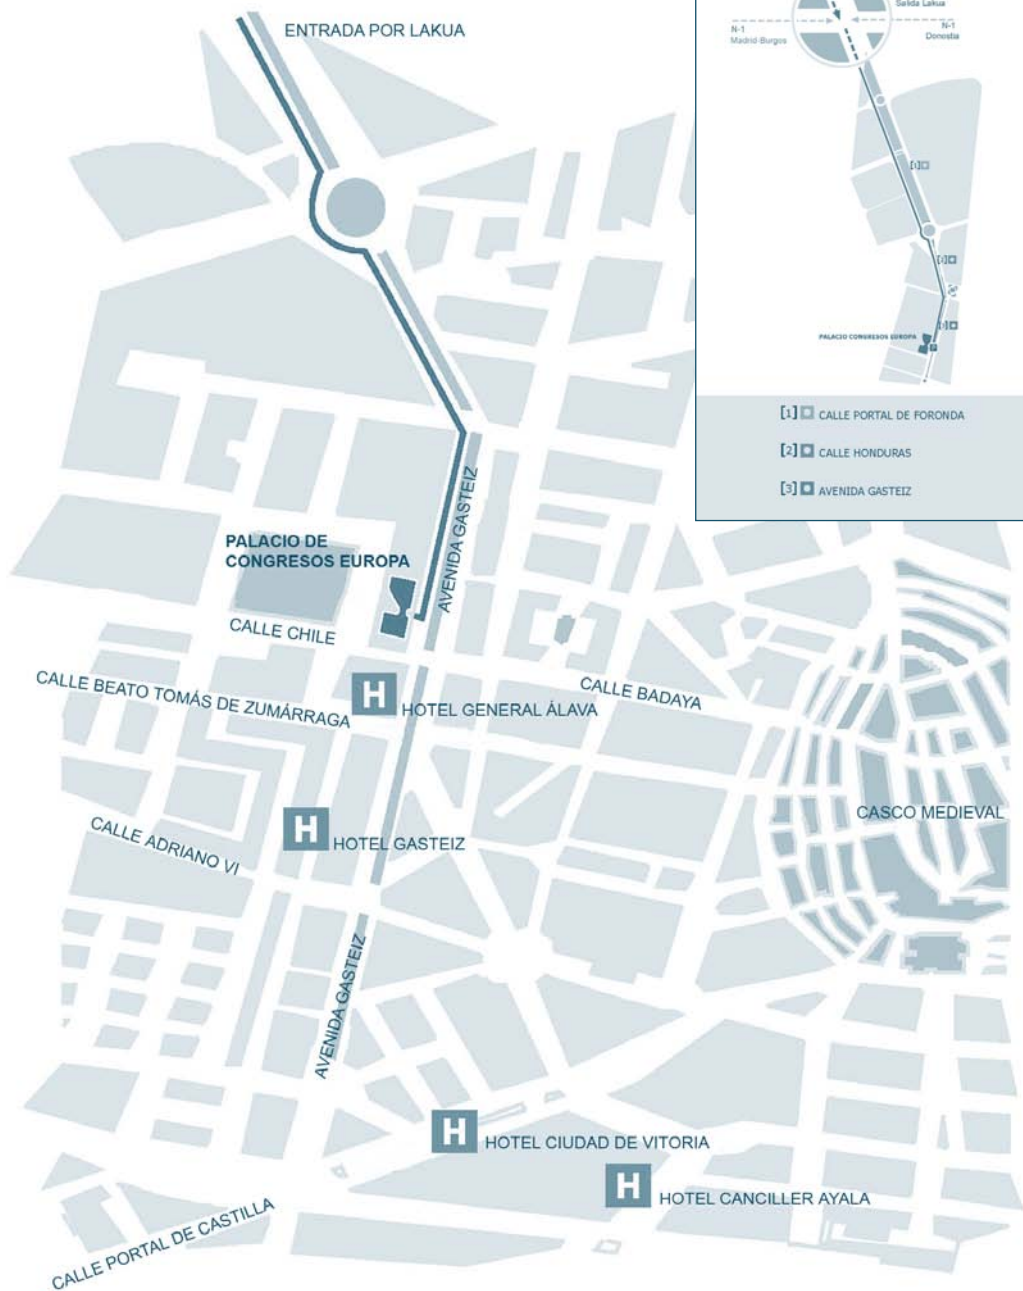 ENTRADA POR LAKUA
Salida Lakua
N-1
Madrid-Burgos
N-1
Donostia
[1]
PALACIO CONGRESOS EUROPA
[1] CALLE PORTAL DE FORONDA
[2] CALLE HONDURAS
[3] AVENIDA GASTEIZ
AVENIDA GASTEIZ
PALACIO DE
CONGRESOS EUROPA
CALLE CHILE
CALLE BEATO TOMÁS DE ZUMÁRRAGA
H
HOTEL GENERAL ÁLAVA
CALLE BADAYA
CASCO MEDIEVAL
H
HOTEL GASTEIZ
CALLE ADRIANO VI
AVENIDA GASTEIZ
H
HOTEL CIUDAD DE VITORIA
H
HOTEL CANCILLER AYALA
CALLE PORTAL DE CASTILLA